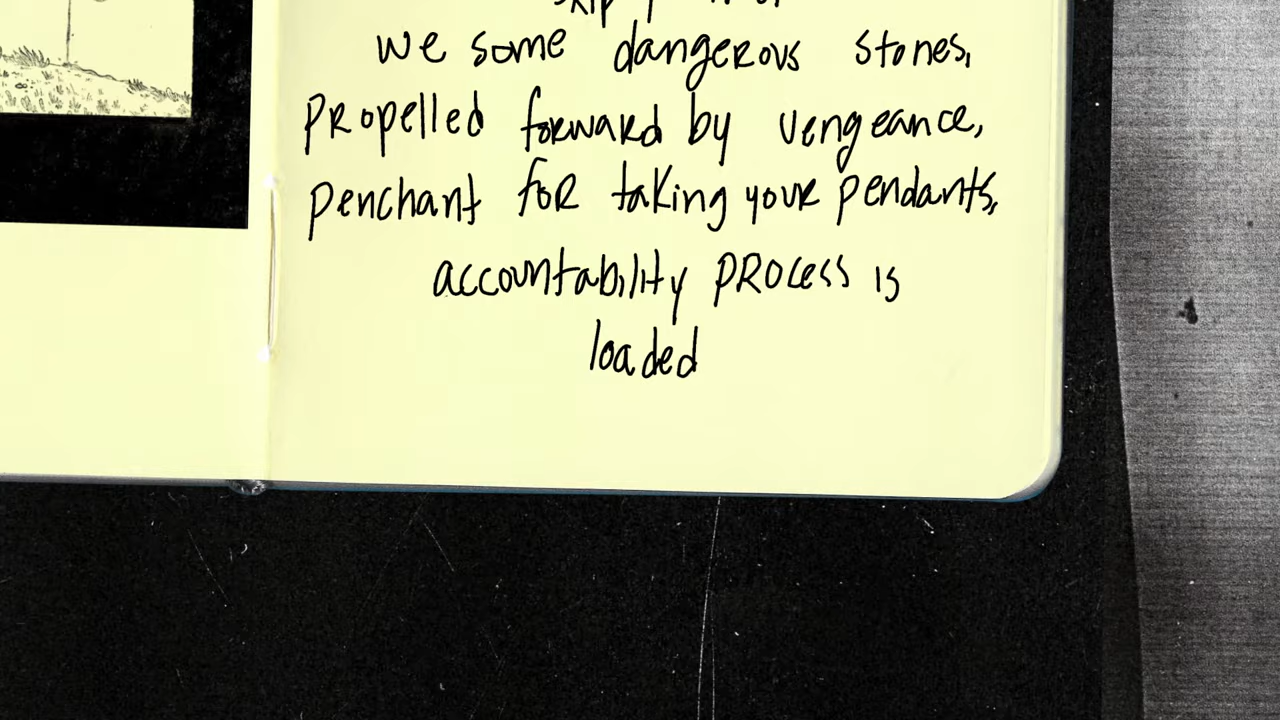 we some dangerous stones,
propelled forward by vengeance,
penchant for taking your pendants,
accountability process is
loaded